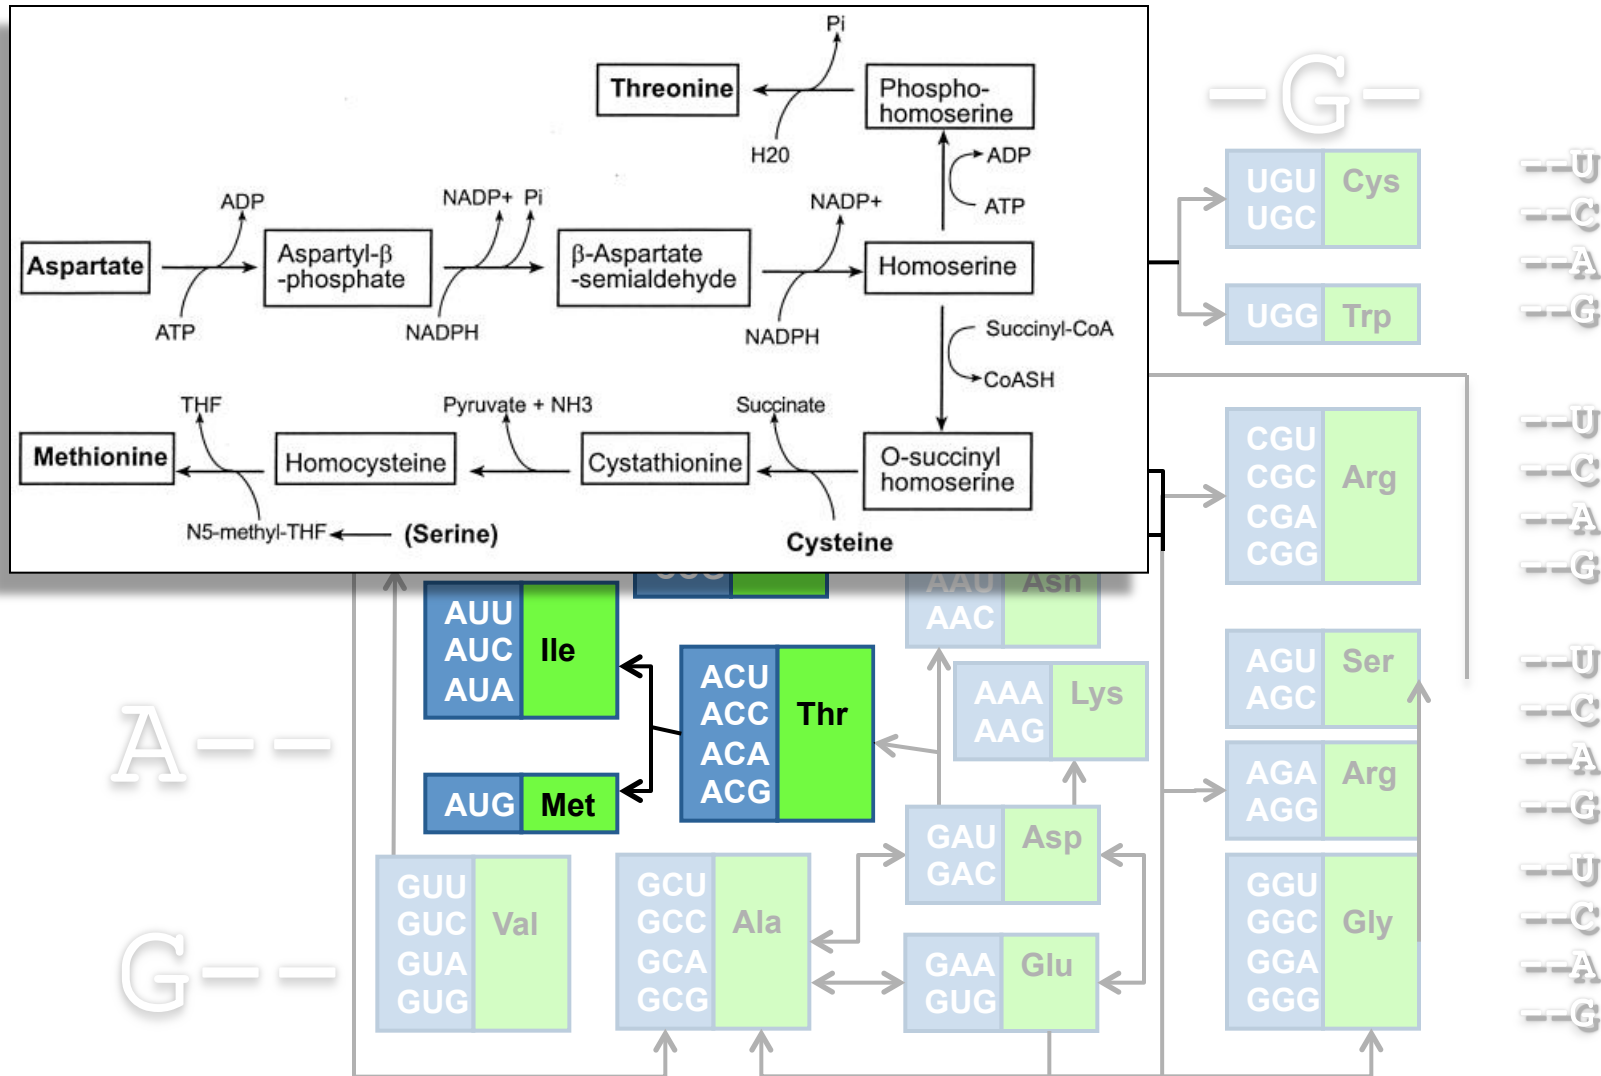 Pi
Threonine
Phospho-
homoserine
H20
ADP
ATP
ADP
NADP+ Pi
NADP+
Aspartate
Aspartyl-β
-phosphate
β-Aspartate
-semialdehyde
Homoserine
ATP
NADPH
NADPH
Succinyl-CoA
CoASH
THF
Pyruvate + NH3
Succinate
Methionine
Homocysteine
Cystathionine
O-succinyl
homoserine
N5-methyl-THF
(Serine)
Cysteine
-G-
UGU
UGC
Cys
UGG
Trp
--U
--C
--A
--G
CGU
CGC
CGA
CGG
Arg
--U
--C
--A
--G
AAU
AAC
Asn
A--
AUU
AUC
AUA
Ile
AUG
Met
ACU
ACC
ACA
ACG
Thr
AAA
AAG
Lys
AGU
AGC
Ser
AGA
AGG
Arg
--U
--C
--A
--G
G--
GUU
GUC
GUA
GUG
Val
GCU
GCC
GCA
GCG
Ala
GAU
GAC
Asp
GAA
GUG
Glu
GGU
GGC
GGA
GGG
Gly
--U
--C
--A
--G